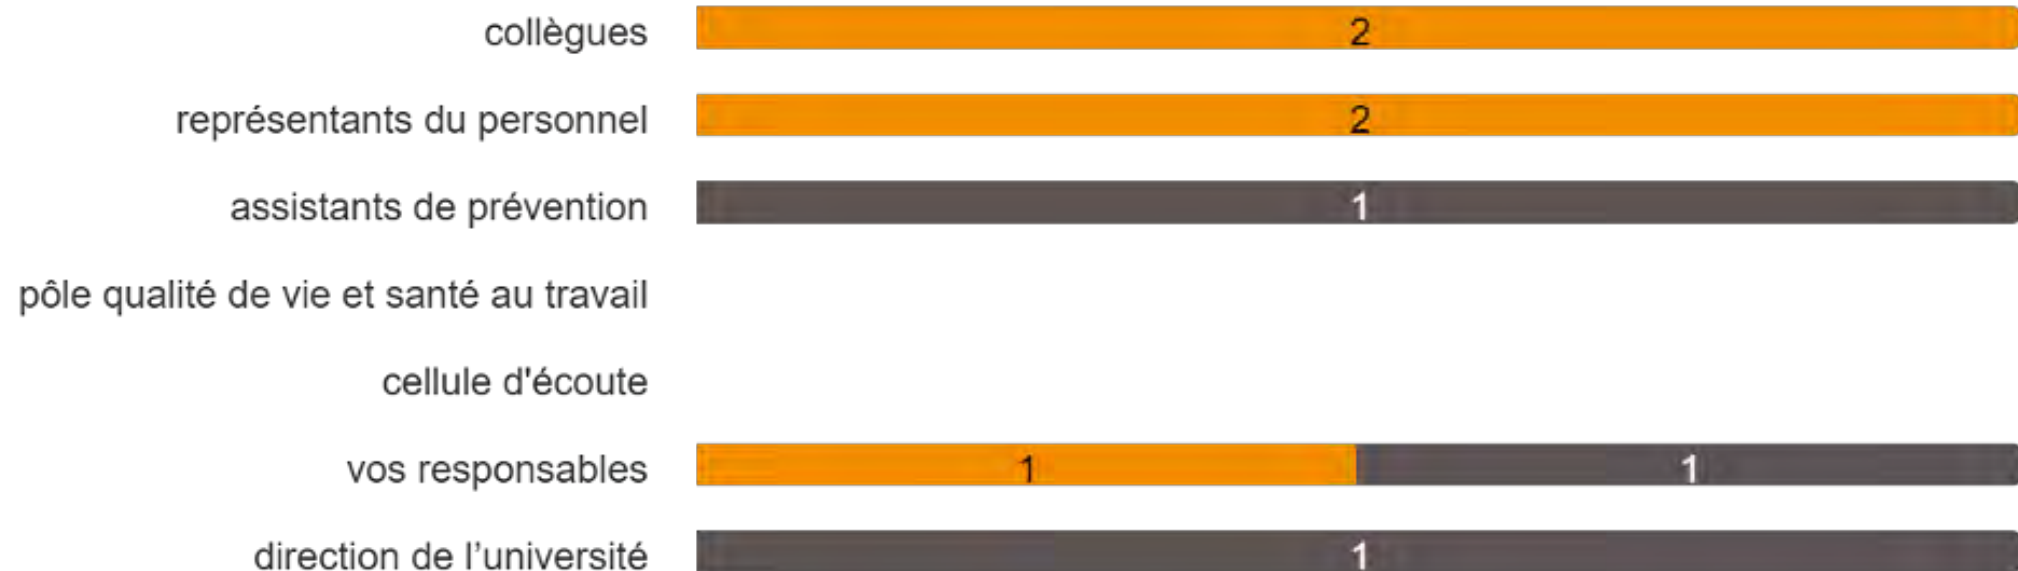 collègues 2
représentants du personnel 2
assistants de prévention 1
pôle qualité de vie et santé au travail
cellule d'écoute
vos responsables 1 1
direction de l’université 1